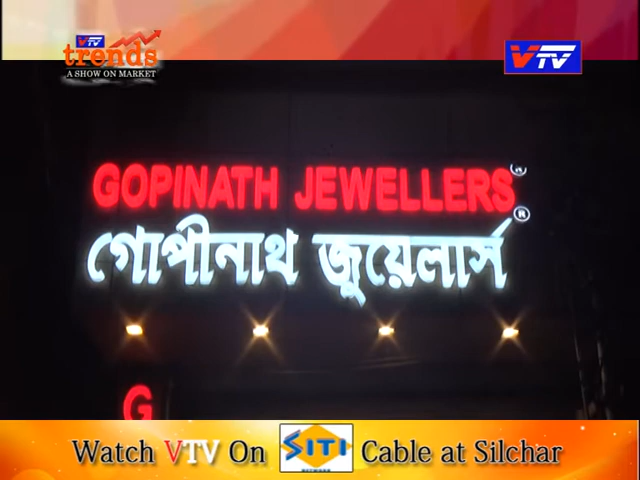 VTV
trends
A SHOW ON MARKET
VTV
GOPINATH JEWELLERS ®
গোপীনাথ জুয়েলার্স ®
G
Watch VTV On SITI Cable at Silchar